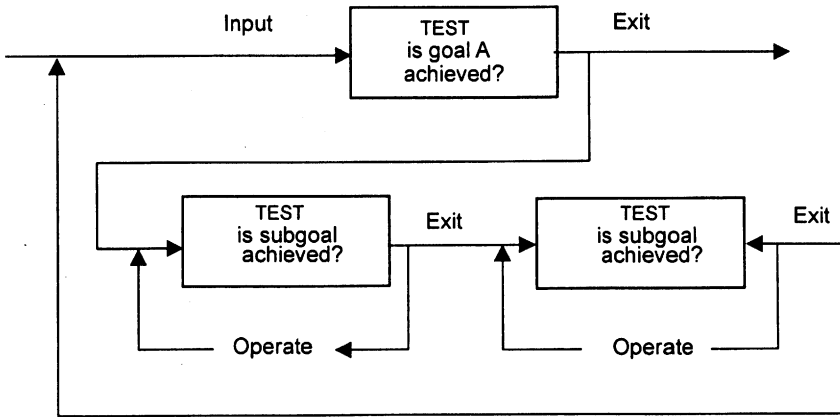 Input
TEST
is goal A
achieved?
Exit
TEST
is subgoal
achieved?
Exit
TEST
is subgoal
achieved?
Exit
Operate
Operate